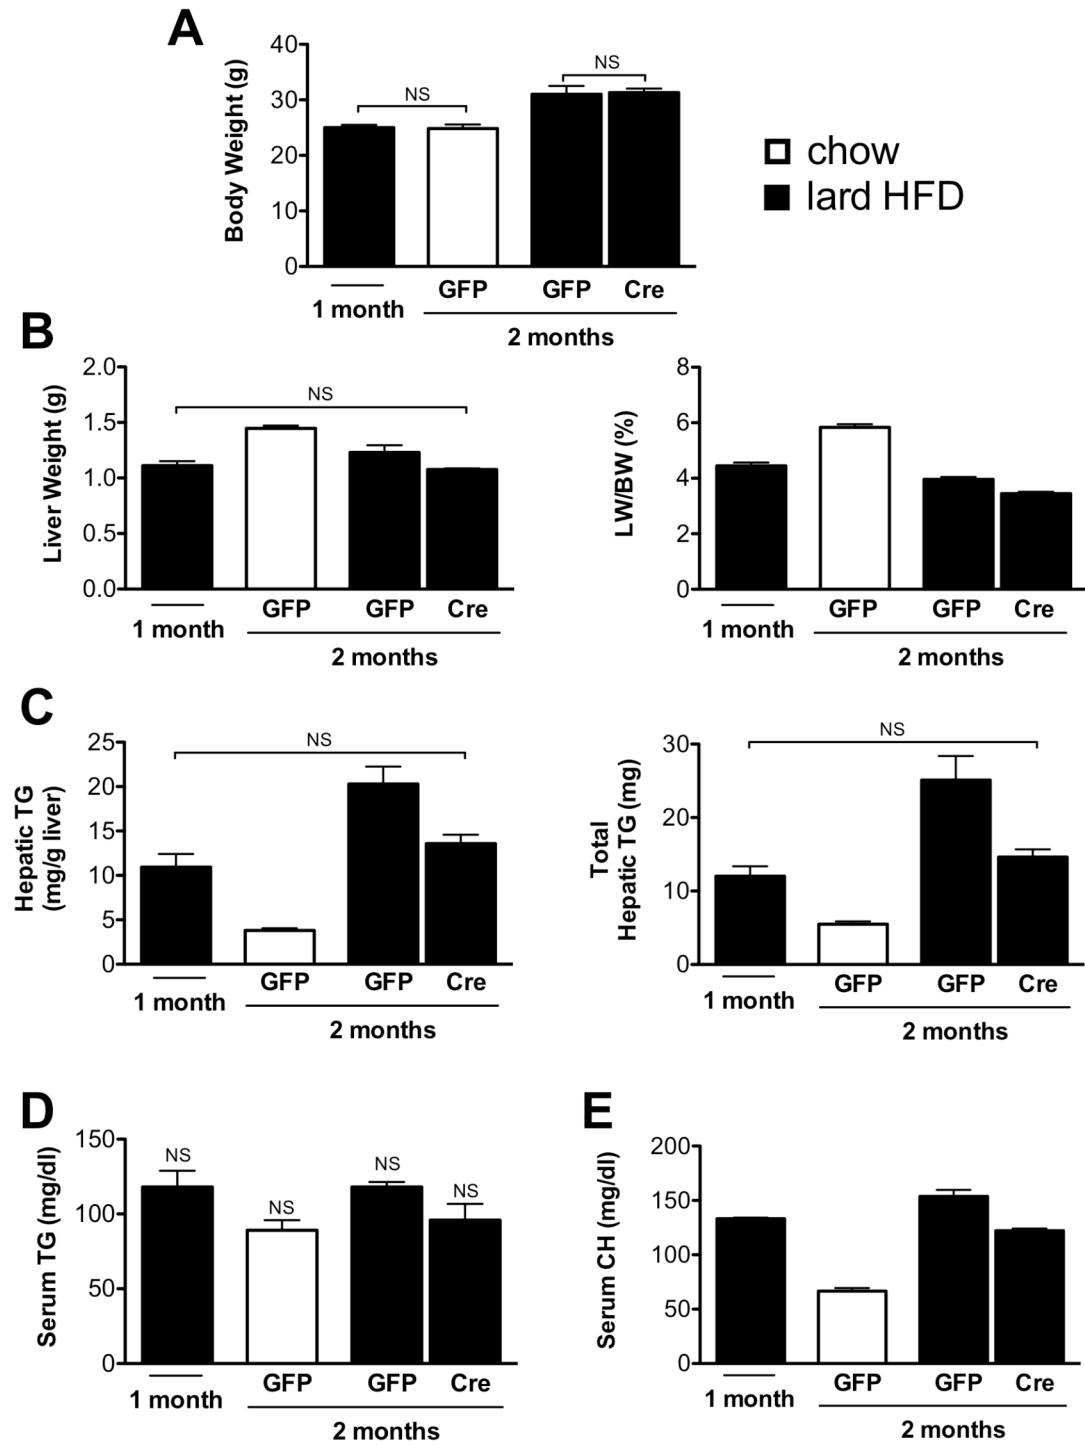 A
Body Weight (g)
40
30
20
10
0
NS
NS
GFP
GFP
Cre
1 month
2 months
chow
lard HFD
B
Liver Weight (g)
2.0
1.5
1.0
0.5
0.0
NS
GFP
GFP
Cre
1 month
2 months
LW/BW (%)
8
6
4
2
0
GFP
GFP
Cre
1 month
2 months
C
Hepatic TG
(mg/g liver)
25
20
15
10
5
0
NS
GFP
GFP
Cre
1 month
2 months
Total
Hepatic TG (mg)
30
20
10
0
NS
GFP
GFP
Cre
1 month
2 months
D
Serum TG (mg/dl)
150
100
50
0
NS
NS
NS
NS
GFP
GFP
Cre
1 month
2 months
E
Serum CH (mg/dl)
200
150
100
50
0
GFP
GFP
Cre
1 month
2 months